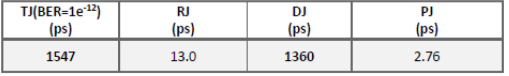 TJ(BER=1e⁻¹²) (ps) RJ (ps) DJ (ps) PJ (ps)
1547 13.0 1360 2.76